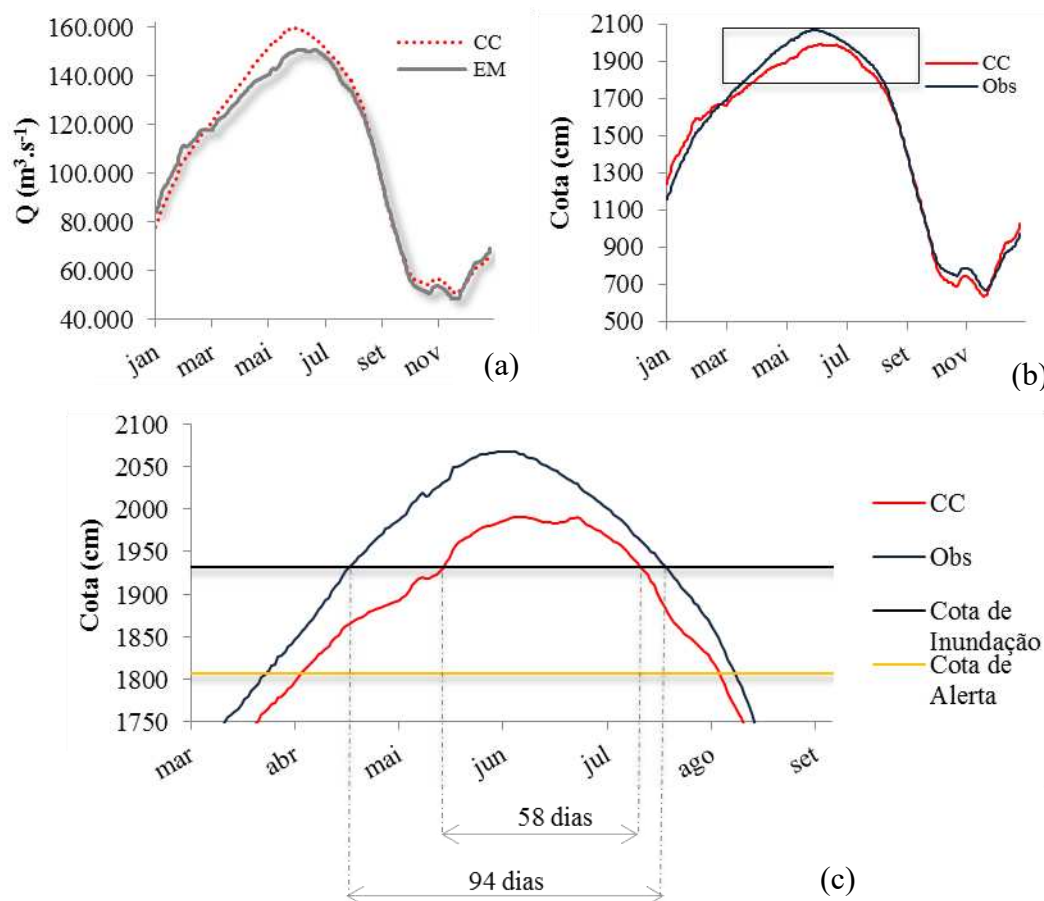 160.000
140.000
120.000
100.000
80.000
60.000
40.000
Q (m³.s⁻¹)
jan
mar
mai
jul
set
nov
CC
EM
(a)
2100
1900
1700
1500
1300
1100
900
700
500
Cota (cm)
jan
mar
mai
jul
set
nov
CC
Obs
(b)
2100
2050
2000
1950
1900
1850
1800
1750
Cota (cm)
mar
abr
mai
jun
jul
ago
set
CC
Obs
Cota de
Inundação
Cota de
Alerta
58 dias
94 dias
(c)